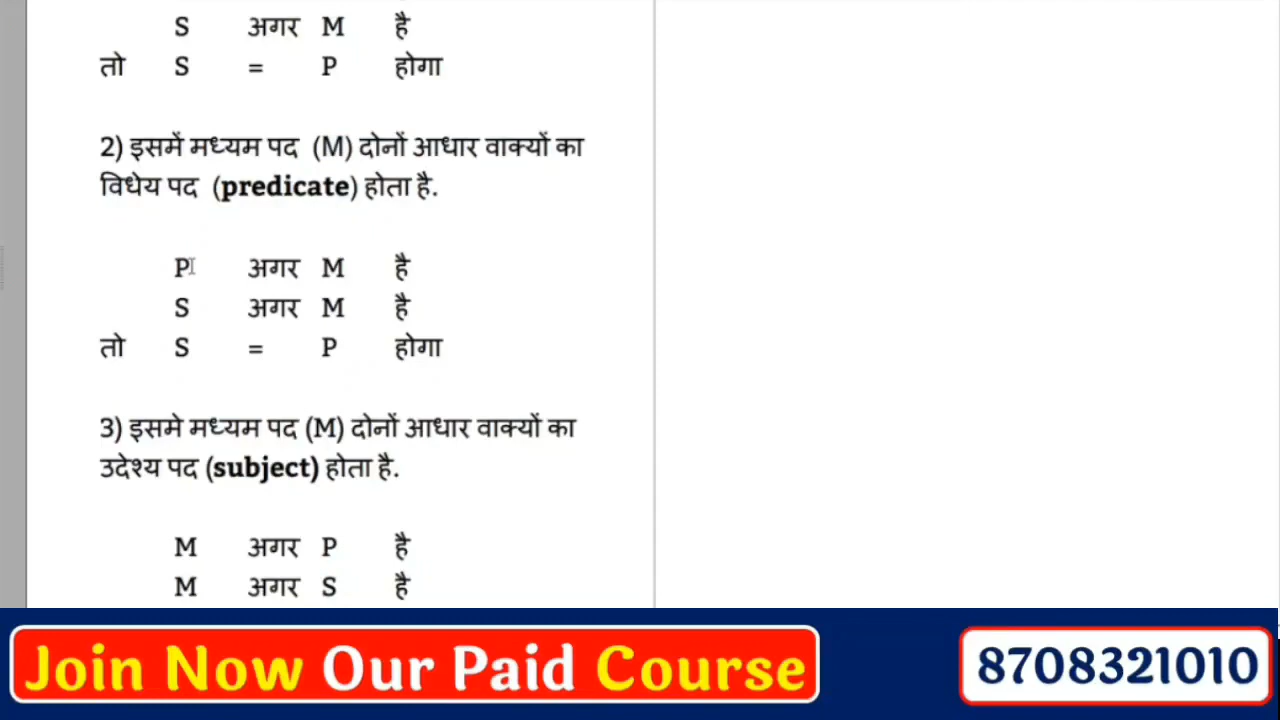 S अगर M है
तो S = P होगा
2) इसमें मध्यम पद (M) दोनों आधार वाक्यों का
विधेय पद (predicate) होता है.
P अगर M है
S अगर M है
तो S = P होगा
3) इसमे मध्यम पद (M) दोनों आधार वाक्यों का
उदेश्य पद (subject) होता है.
M अगर P है
M अगर S है
Join Now Our Paid Course
8708321010